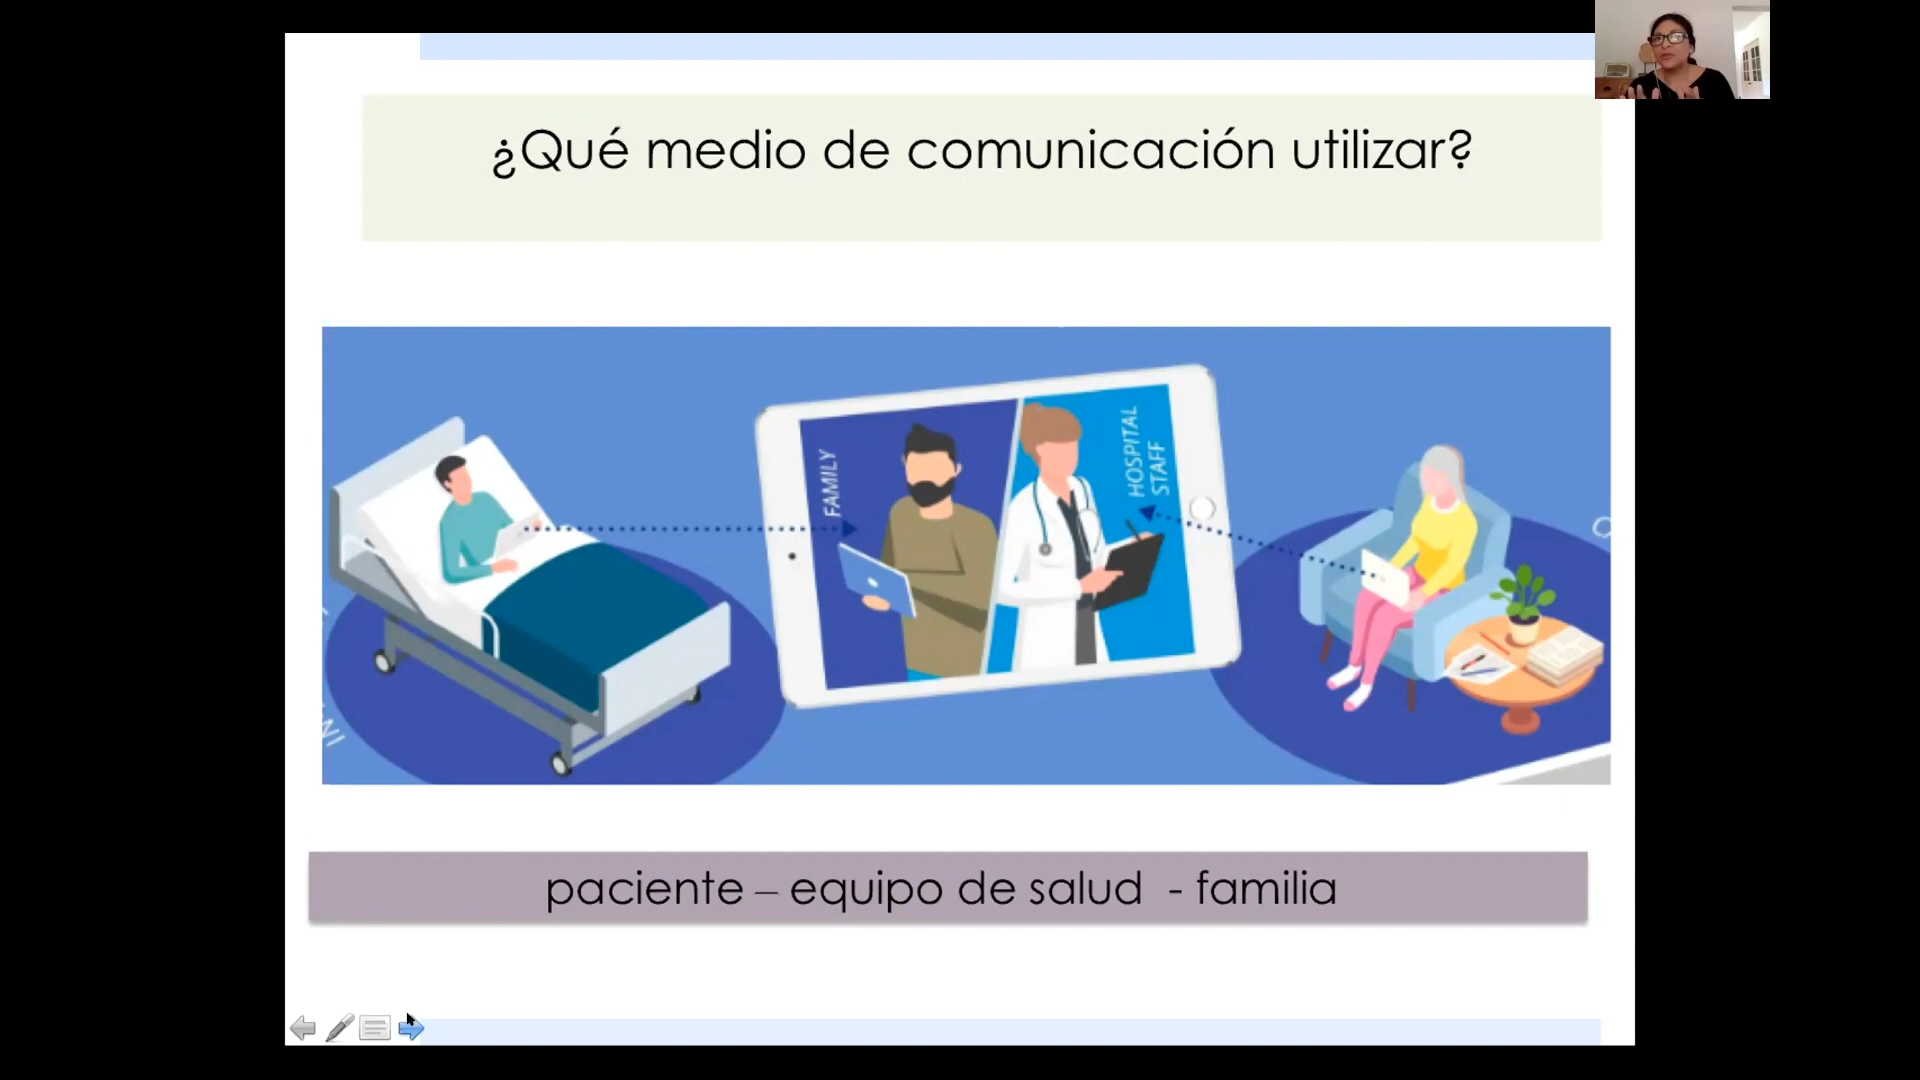 ¿Qué medio de comunicación utilizar?
FAMILY
HOSPITAL
STAFF
paciente – equipo de salud - familia